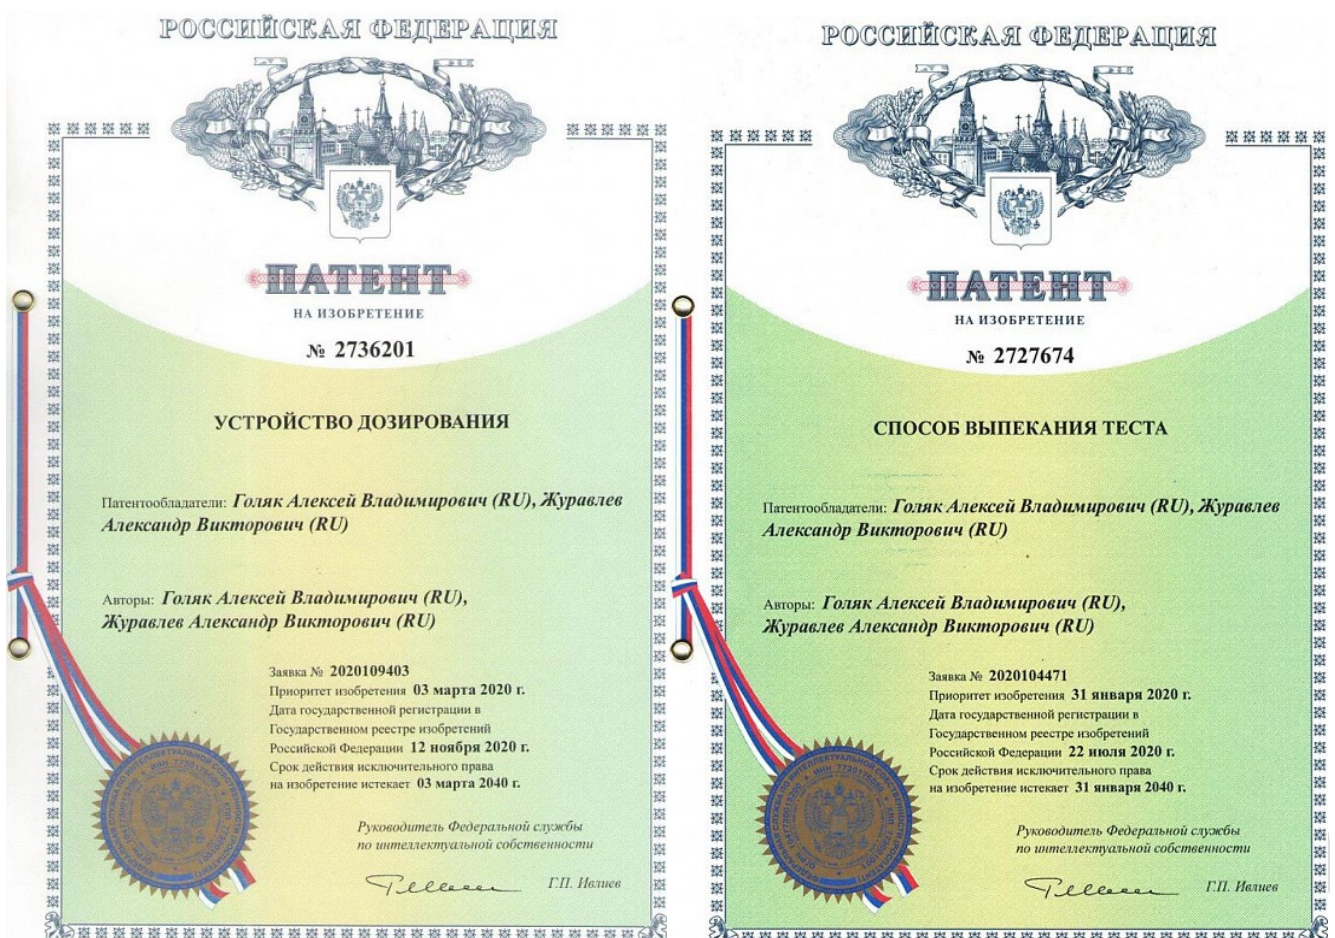 РОССИЙСКАЯ ФЕДЕРАЦИЯ
ПАТЕНТ
НА ИЗОБРЕТЕНИЕ
№ 2736201
УСТРОЙСТВО ДОЗИРОВАНИЯ
Патентообладатели: Голяк Алексей Владимирович (RU), Журавлев
Александр Викторович (RU)
Авторы: Голяк Алексей Владимирович (RU),
Журавлев Александр Викторович (RU)
Заявка № 2020109403
Приоритет изобретения 03 марта 2020 г.
Дата государственной регистрации в
Государственном реестре изобретений
Российской Федерации 12 ноября 2020 г.
Срок действия исключительного права
на изобретение истекает 03 марта 2040 г.
Руководитель Федеральной службы
по интеллектуальной собственности
Г.П. Ивлиев
РОССИЙСКАЯ ФЕДЕРАЦИЯ
ПАТЕНТ
НА ИЗОБРЕТЕНИЕ
№ 2727674
СПОСОБ ВЫПЕКАНИЯ ТЕСТА
Патентообладатели: Голяк Алексей Владимирович (RU), Журавлев
Александр Викторович (RU)
Авторы: Голяк Алексей Владимирович (RU),
Журавлев Александр Викторович (RU)
Заявка № 2020104471
Приоритет изобретения 31 января 2020 г.
Дата государственной регистрации в
Государственном реестре изобретений
Российской Федерации 22 июля 2020 г.
Срок действия исключительного права
на изобретение истекает 31 января 2040 г.
Руководитель Федеральной службы
по интеллектуальной собственности
Г.П. Ивлиев